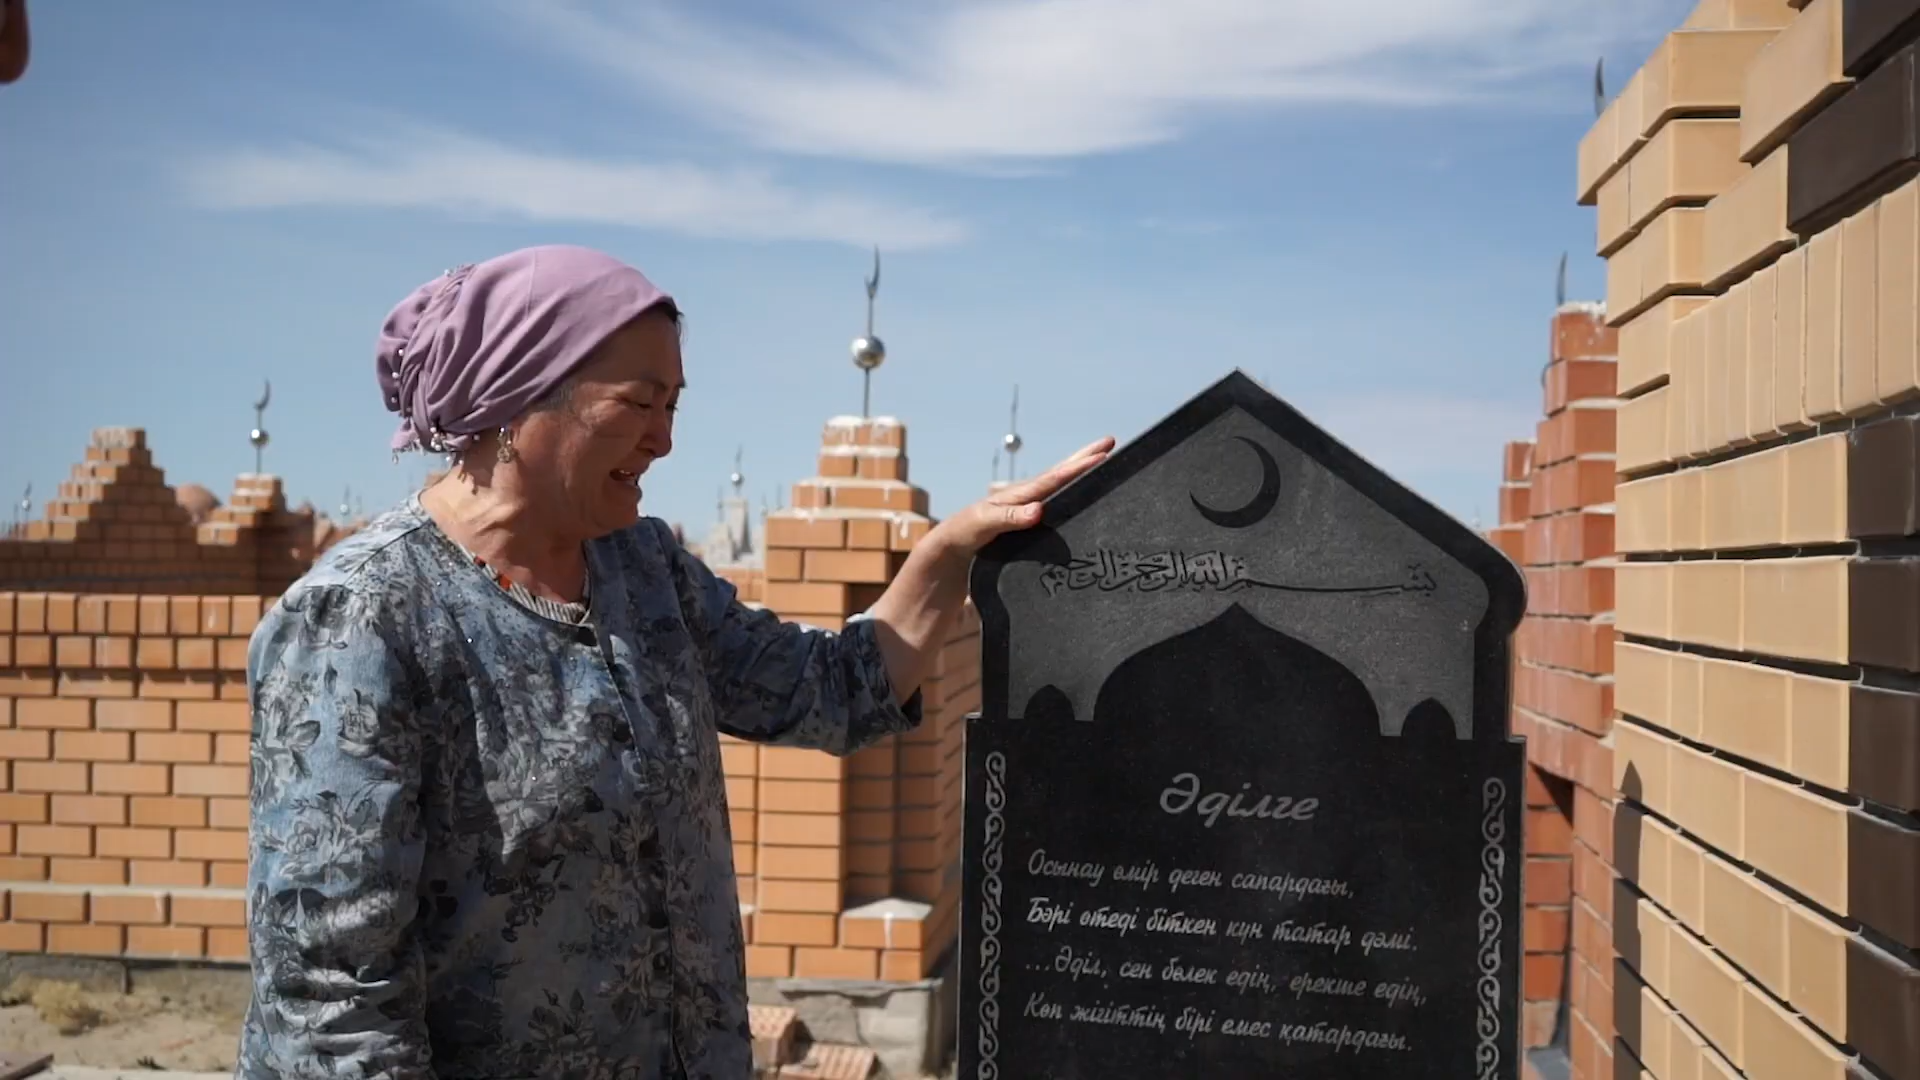 بسم الله الرحمن الرحيم
Әділге
Осынау өмір деген сапардағы,
Бәрі өтеді біткен күн татар дәмі.
...Әділ, сен бөлек едің, ерекше едің,
Көп жігіттің бірі емес қатардағы.